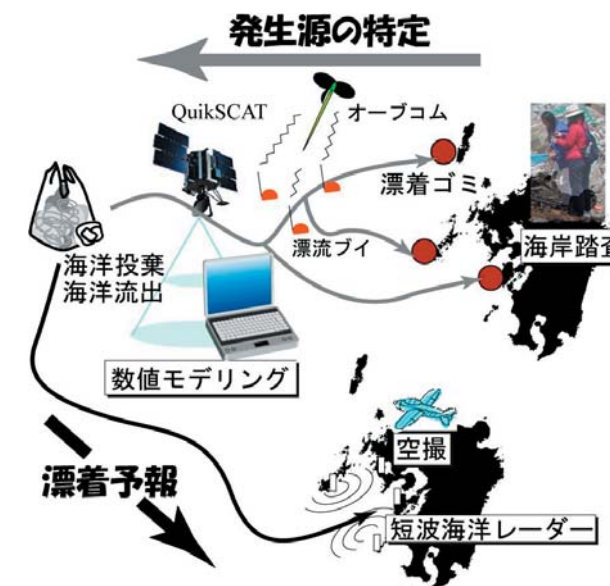 発生源の特定
QuikSCAT
オーブコム
漂着ゴミ
漂流ブイ
海岸踏査
海洋投棄
海洋流出
数値モデリング
空撮
漂着予報
短波海洋レーダー